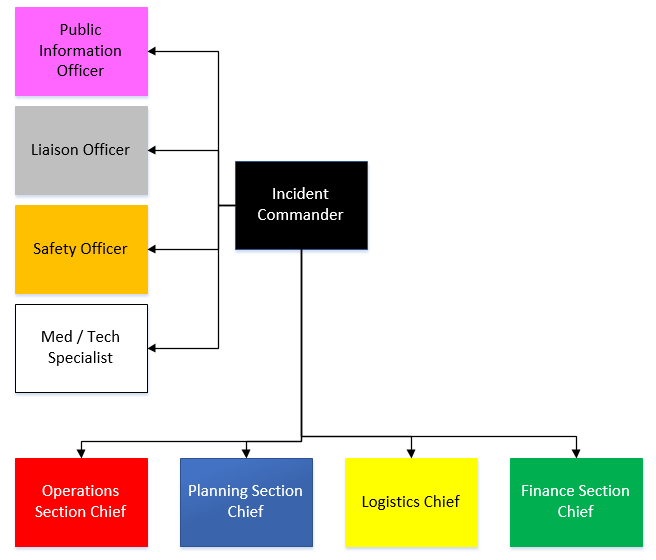 Public
Information
Officer
Liaison Officer
Incident
Commander
Safety Officer
Med / Tech
Specialist
Operations
Section Chief
Planning Section
Chief
Logistics Chief
Finance Section
Chief